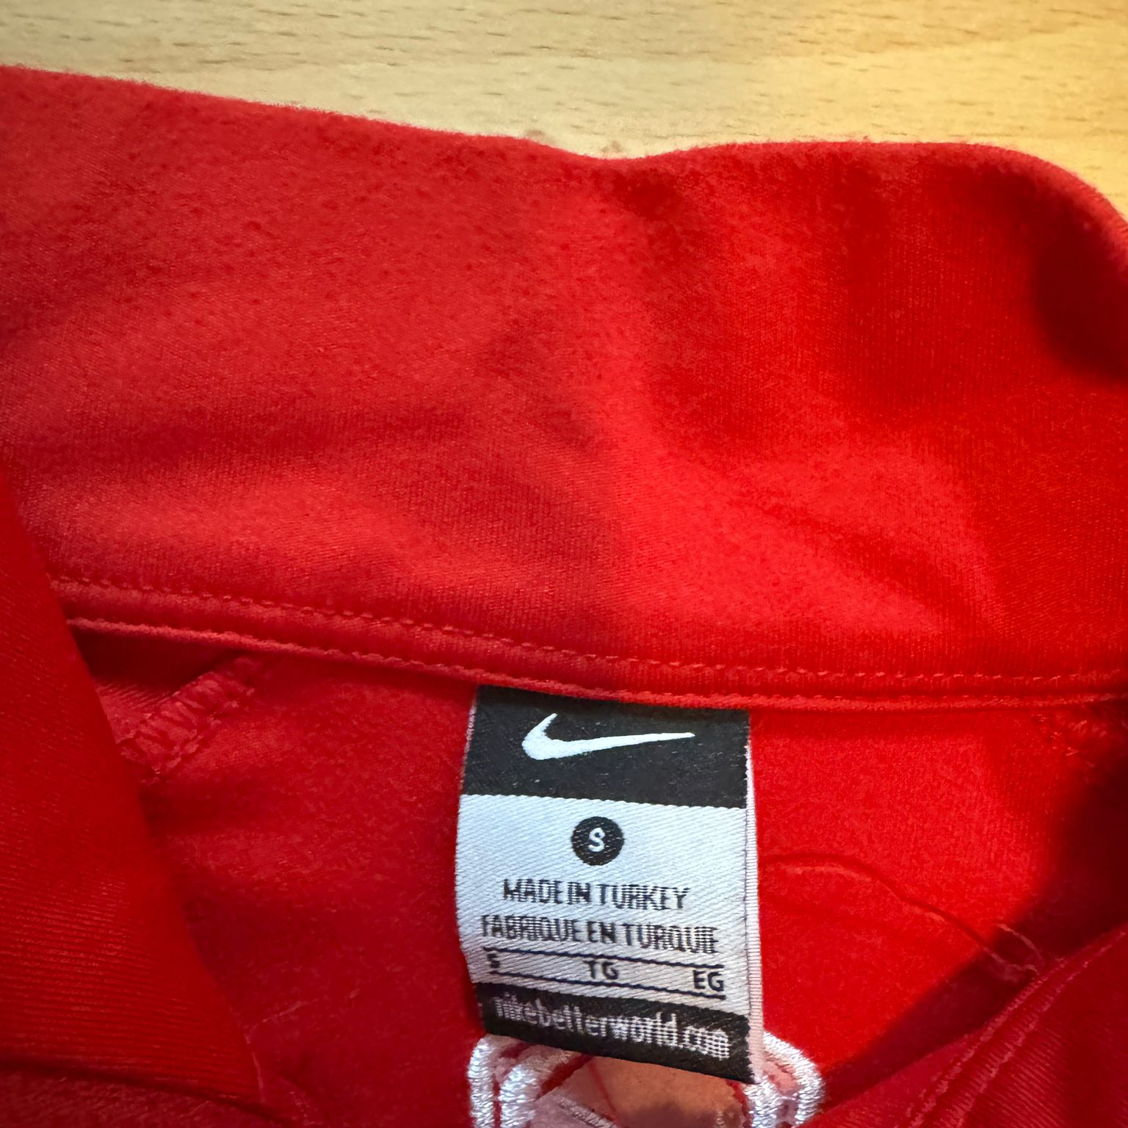 S
MADE IN TURKEY
FABRIQUE EN TURQUIE
S TG EG
nikebetterworld.com